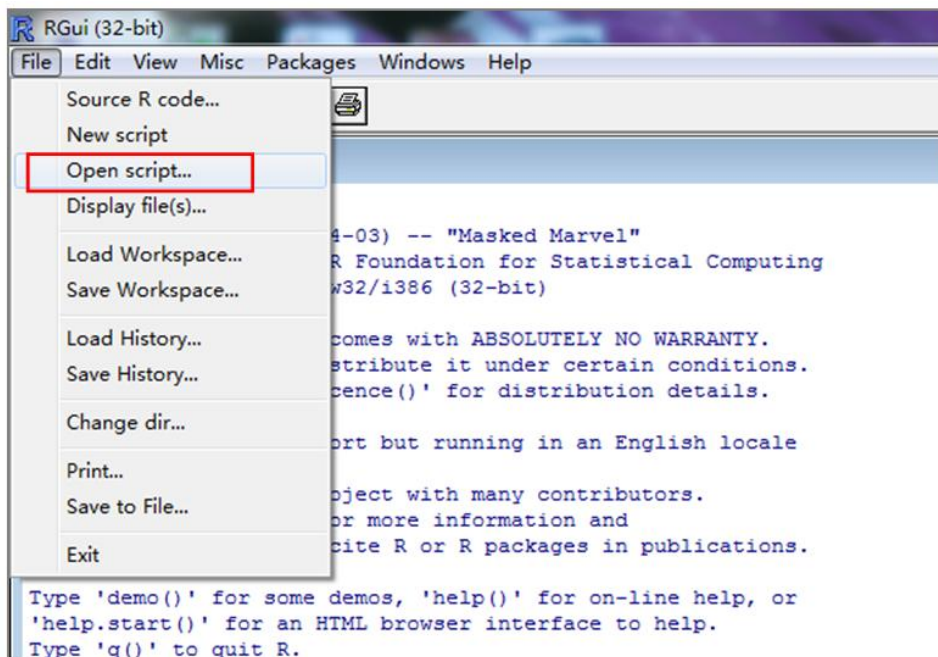 RGui (32-bit)
File Edit View Misc Packages Windows Help
Source R code...
New script
Open script...
Display file(s)...
Load Workspace...
Save Workspace...
Load History...
Save History...
Change dir...
Print...
Save to File...
Exit
4-03) -- "Masked Marvel"
R Foundation for Statistical Computing
w32/i386 (32-bit)
comes with ABSOLUTELY NO WARRANTY.
stribute it under certain conditions.
cence()' for distribution details.
ort but running in an English locale
oject with many contributors.
or more information and
cite R or R packages in publications.
Type 'demo()' for some demos, 'help()' for on-line help, or
'help.start()' for an HTML browser interface to help.
Type 'q()' to quit R.